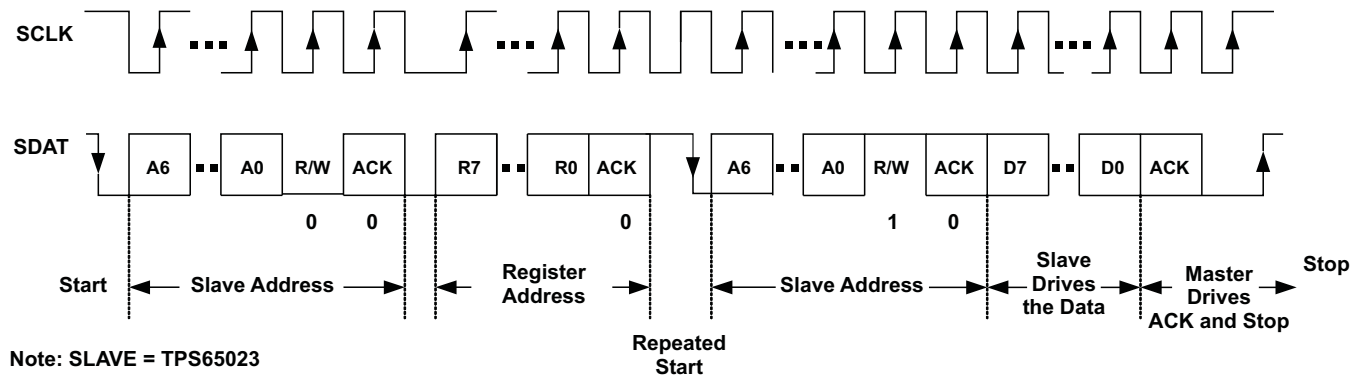 SCLK
SDAT
A6 A0 R/W ACK R7 R0 ACK A6 A0 R/W ACK D7 D0 ACK
0 0 0 1 0
Start
Slave Address
Register
Address
Repeated
Start
Slave Address
Slave
Drives
the Data
Master
Drives
ACK and Stop
Stop
Note: SLAVE = TPS65023